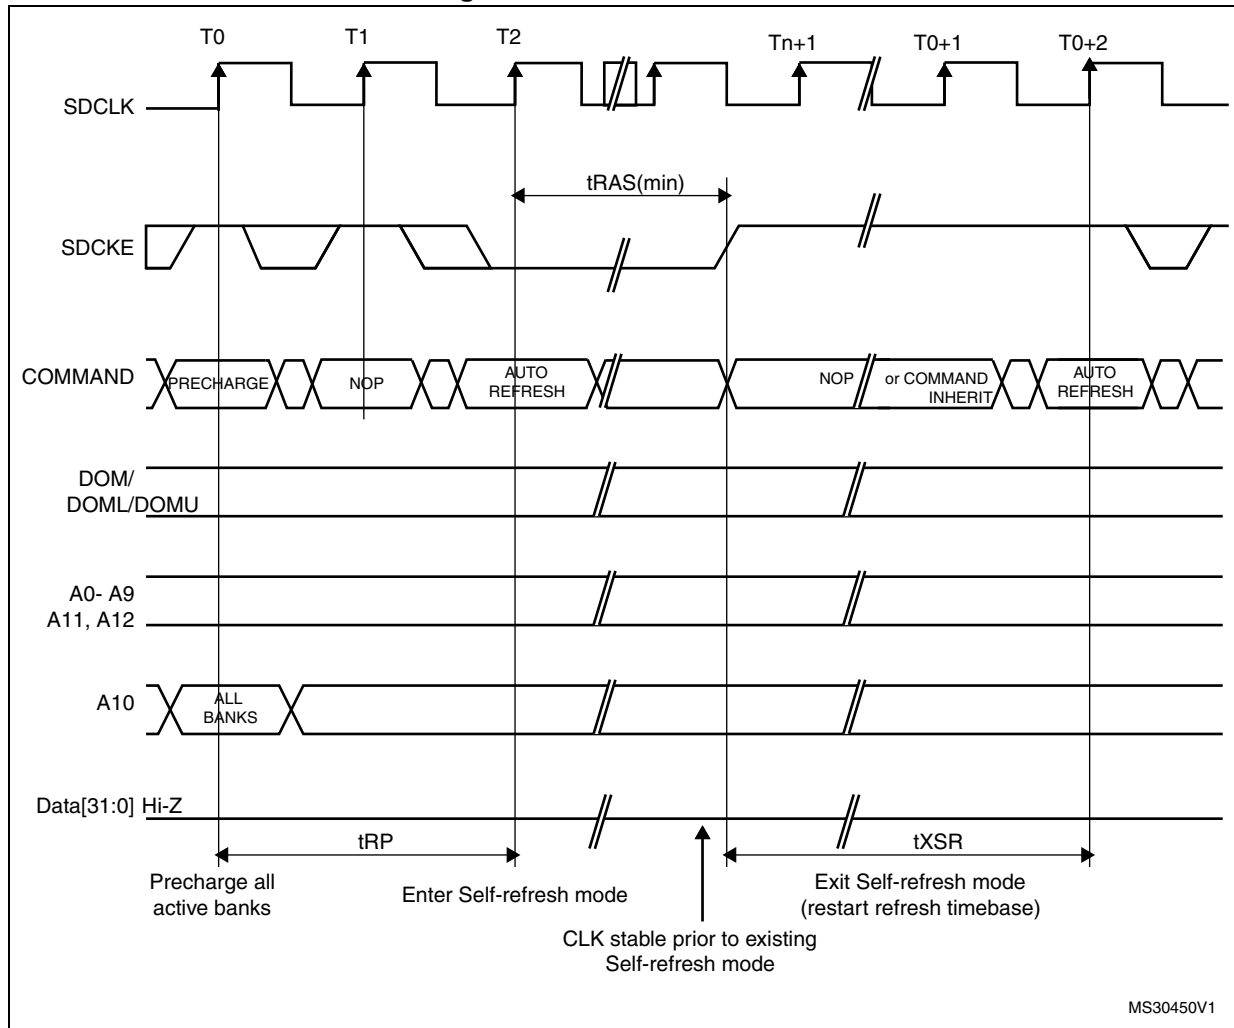 T0 T1 T2 Tn+1 T0+1 T0+2
SDCLK
tRAS(min)
SDCKE
COMMAND PRECHARGE NOP AUTO REFRESH NOP or COMMAND INHERIT AUTO REFRESH
DOM/
DOML/DOMU
A0- A9
A11, A12
A10
ALL
BANKS
Data[31:0] Hi-Z
tRP
tXSR
Precharge all
active banks
Enter Self-refresh mode
Exit Self-refresh mode
(restart refresh timebase)
CLK stable prior to existing
Self-refresh mode
MS30450V1